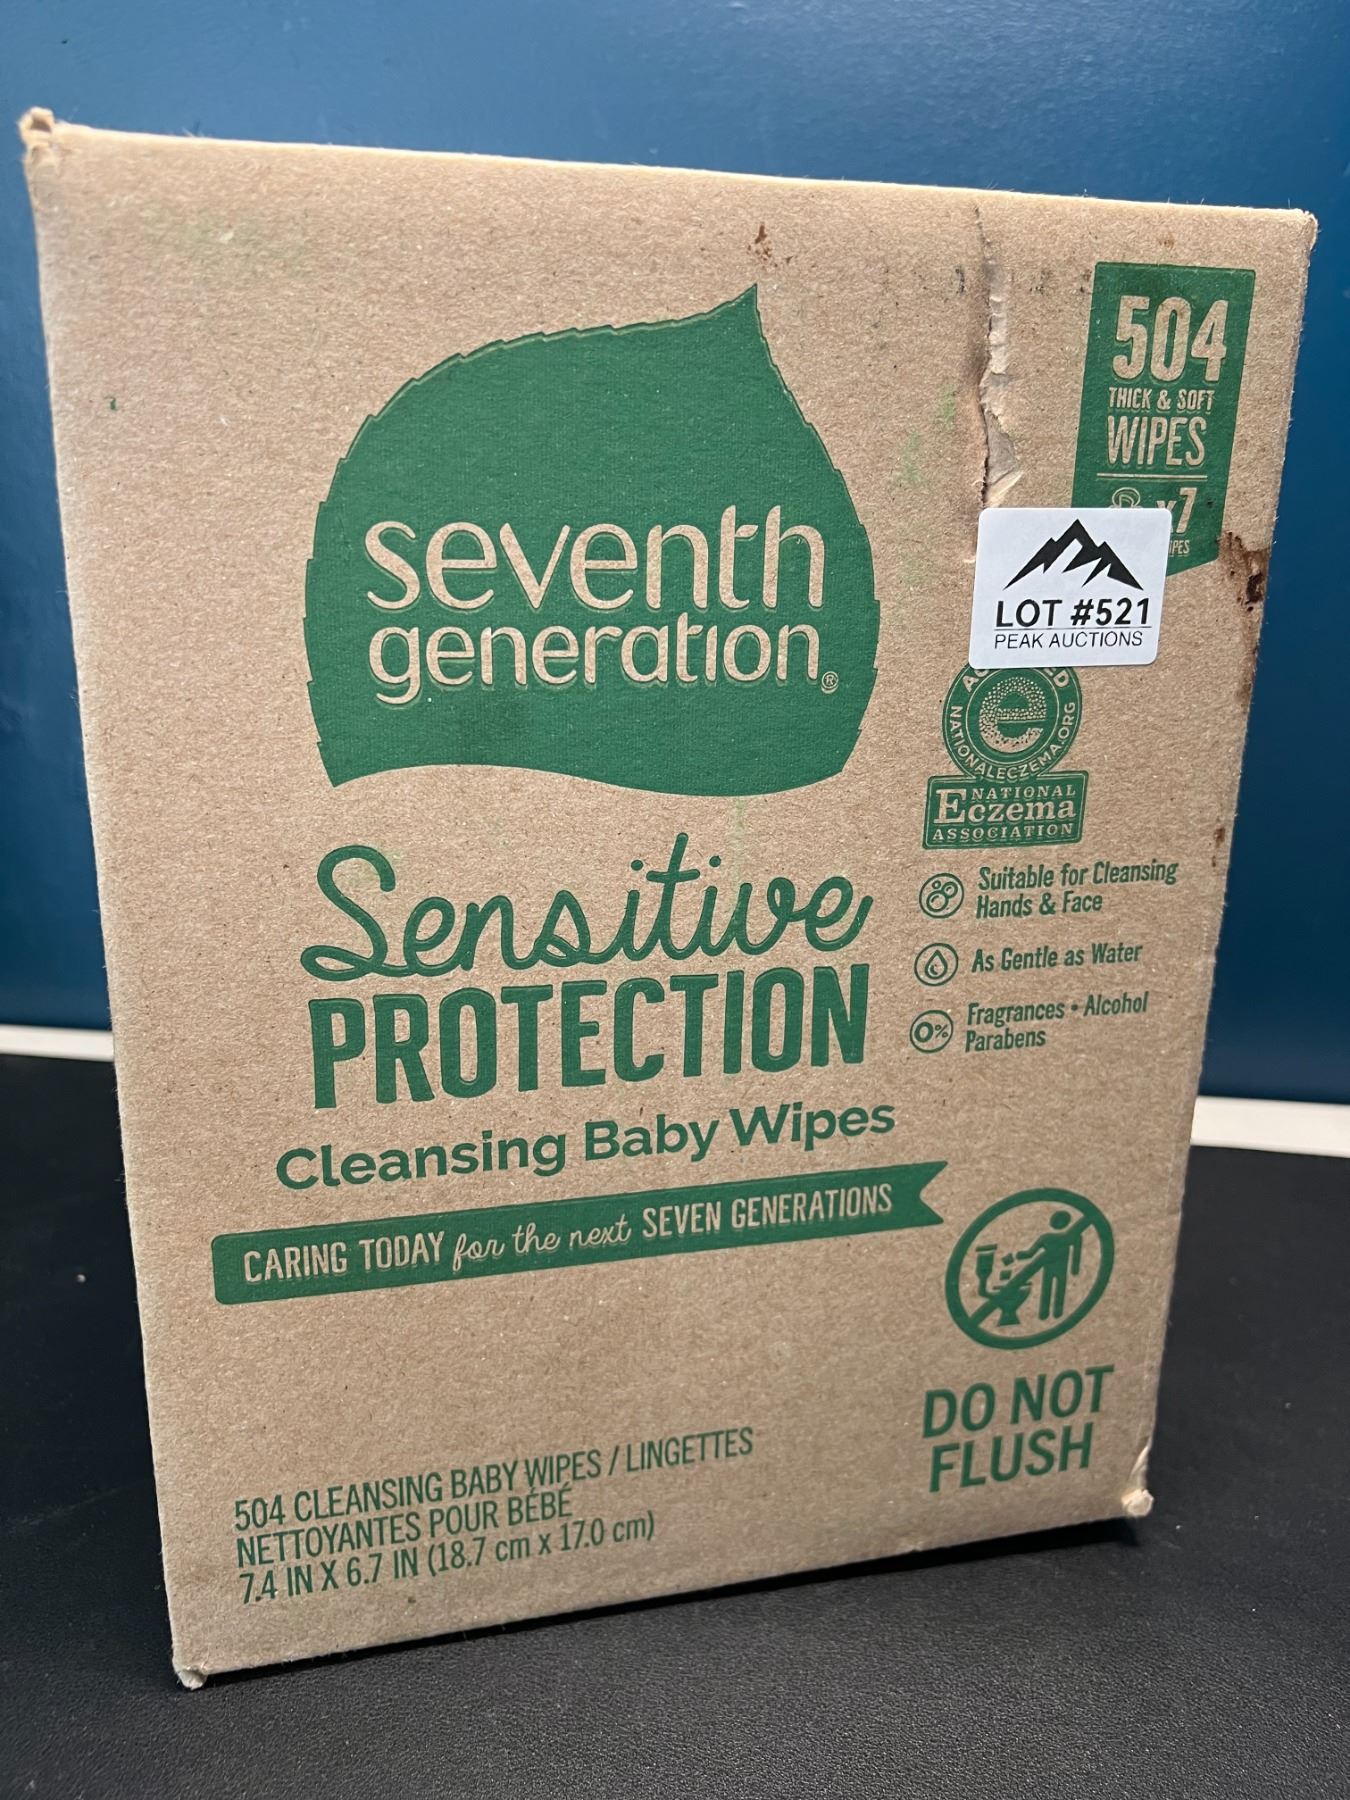 504
THICK & SOFT
WIPES
x7
LOT #521
PEAK AUCTIONS
seventh
generation®
NATIONALECZEMA.ORG
NATIONAL
Eczema
ASSOCIATION
Suitable for Cleansing
Hands & Face
As Gentle as Water
0%
Fragrances • Alcohol
Parabens
Sensitive
PROTECTION
Cleansing Baby Wipes
CARING TODAY for the next SEVEN GENERATIONS
DO NOT
FLUSH
504 CLEANSING BABY WIPES / LINGETTES
NETTOYANTES POUR BÉBÉ
7.4 IN X 6.7 IN (18.7 cm x 17.0 cm)